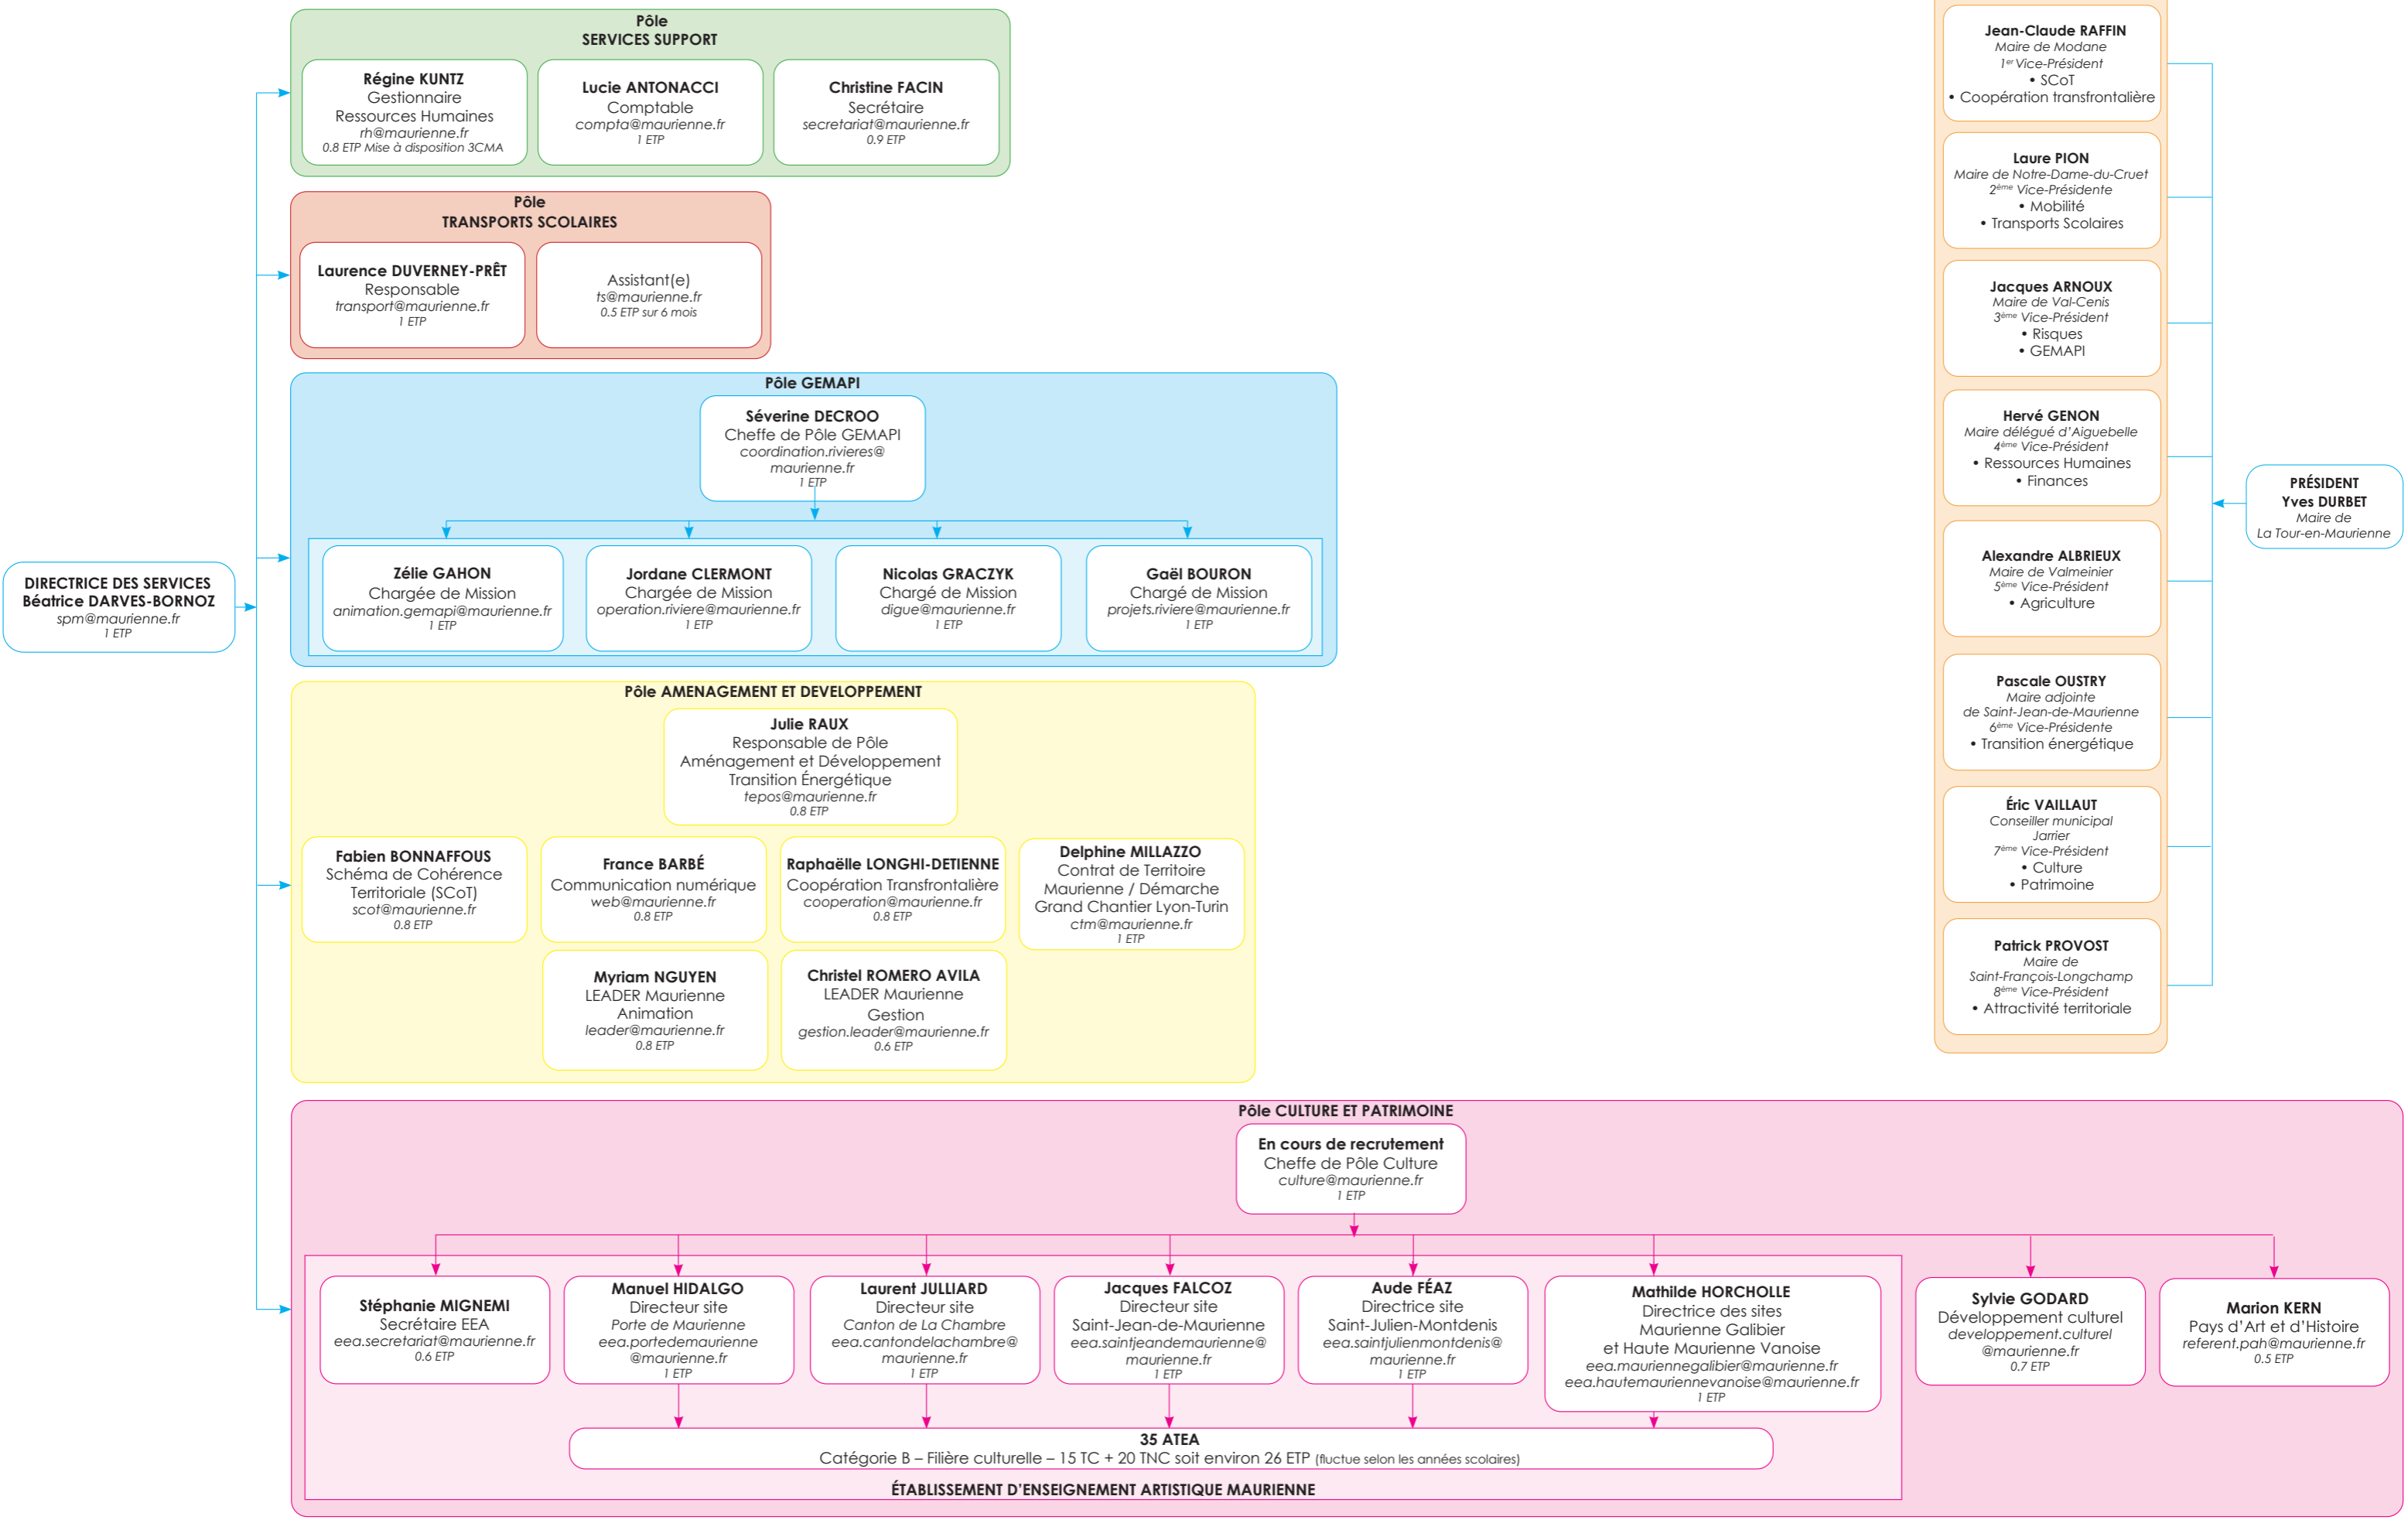 Pôle
SERVICES SUPPORT
Régine KUNTZ
Gestionnaire
Ressources Humaines
rh@maurienne.fr
0.8 ETP Mise à disposition 3CMA
Lucie ANTONACCI
Comptable
compta@maurienne.fr
1 ETP
Christine FACIN
Secrétaire
secretariat@maurienne.fr
0.9 ETP
Pôle
TRANSPORTS SCOLAIRES
Laurence DUVERNEY-PRÊT
Responsable
transport@maurienne.fr
1 ETP
Assistant(e)
ts@maurienne.fr
0.5 ETP sur 6 mois
Pôle GEMAPI
Séverine DECROO
Cheffe de Pôle GEMAPI
coordination.rivieres@
maurienne.fr
1 ETP
Zélie GAHON
Chargée de Mission
animation.gemapi@maurienne.fr
1 ETP
Jordane CLERMONT
Chargée de Mission
operation.riviere@maurienne.fr
1 ETP
Nicolas GRACZYK
Chargé de Mission
digue@maurienne.fr
1 ETP
Gaël BOURON
Chargé de Mission
projets.riviere@maurienne.fr
1 ETP
DIRECTRICE DES SERVICES
Béatrice DARVES-BORNOZ
spm@maurienne.fr
1 ETP
Pôle AMENAGEMENT ET DEVELOPPEMENT
Julie RAUX
Responsable de Pôle
Aménagement et Développement
Transition Énergétique
tepos@maurienne.fr
0.8 ETP
Fabien BONNAFFOUS
Schéma de Cohérence
Territoriale (SCoT)
scot@maurienne.fr
0.8 ETP
France BARBÉ
Communication numérique
web@maurienne.fr
0.8 ETP
Raphaëlle LONGHI-DETIENNE
Coopération Transfrontalière
cooperation@maurienne.fr
0.8 ETP
Delphine MILLAZZO
Contrat de Territoire
Maurienne / Démarche
Grand Chantier Lyon-Turin
ctm@maurienne.fr
1 ETP
Myriam NGUYEN
LEADER Maurienne
Animation
leader@maurienne.fr
0.8 ETP
Christel ROMERO AVILA
LEADER Maurienne
Gestion
gestion.leader@maurienne.fr
0.6 ETP
Jean-Claude RAFFIN
Maire de Modane
1er Vice-Président
• SCoT
• Coopération transfrontalière
Laure PION
Maire de Notre-Dame-du-Cruet
2ème Vice-Présidente
• Mobilité
• Transports Scolaires
Jacques ARNOUX
Maire de Val-Cenis
3ème Vice-Président
• Risques
• GEMAPI
Hervé GENON
Maire délégué d'Aiguebelle
4ème Vice-Président
• Ressources Humaines
• Finances
Alexandre ALBRIEUX
Maire de Valmeinier
5ème Vice-Président
• Agriculture
Pascale OUSTRY
Maire adjointe
de Saint-Jean-de-Maurienne
6ème Vice-Présidente
• Transition énergétique
Éric VAILLAUT
Conseiller municipal
Jarrier
7ème Vice-Président
• Culture
• Patrimoine
Patrick PROVOST
Maire de
Saint-François-Longchamp
8ème Vice-Président
• Attractivité territoriale
PRÉSIDENT
Yves DURBET
Maire de
La Tour-en-Maurienne
Pôle CULTURE ET PATRIMOINE
En cours de recrutement
Cheffe de Pôle Culture
culture@maurienne.fr
1 ETP
Stéphanie MIGNEMI
Secrétaire EEA
eea.secretariat@maurienne.fr
0.6 ETP
Manuel HIDALGO
Directeur site
Porte de Maurienne
eea.portedemaurienne
@maurienne.fr
1 ETP
Laurent JULLIARD
Directeur site
Canton de La Chambre
eea.cantondelachambre@
maurienne.fr
1 ETP
Jacques FALCOZ
Directeur site
Saint-Jean-de-Maurienne
eea.saintjeandemaurienne@
maurienne.fr
1 ETP
Aude FÉAZ
Directrice site
Saint-Julien-Montdenis
eea.saintjulienmontdenis@
maurienne.fr
1 ETP
Mathilde HORCHOLLE
Directrice des sites
Maurienne Galibier
et Haute Maurienne Vanoise
eea.mauriennegalibier@maurienne.fr
eea.hautemauriennevanoise@maurienne.fr
1 ETP
Sylvie GODARD
Développement culturel
developpement.culturel
@maurienne.fr
0.7 ETP
Marion KERN
Pays d'Art et d'Histoire
referent.pah@maurienne.fr
0.5 ETP
35 ATEA
Catégorie B – Filière culturelle – 15 TC + 20 TNC soit environ 26 ETP (fluctue selon les années scolaires)
ÉTABLISSEMENT D'ENSEIGNEMENT ARTISTIQUE MAURIENNE